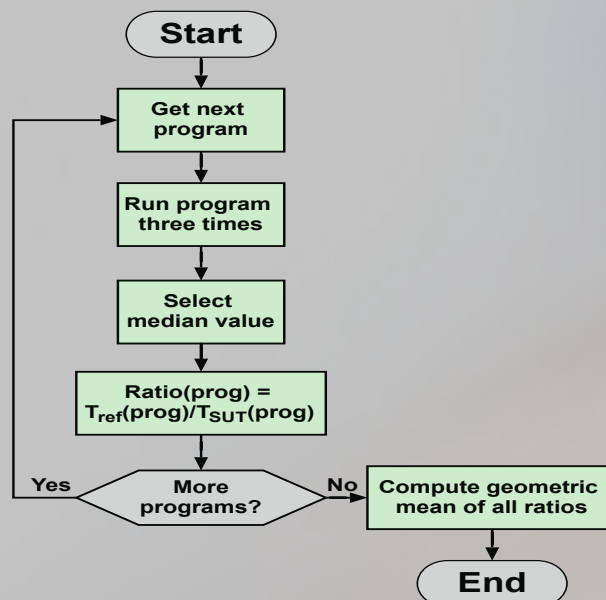 Start
Get next
program
Run program
three times
Select
median value
Ratio(prog) =
Tref(prog)/TSUT(prog)
More
programs?
Yes
No
Compute geometric
mean of all ratios
End